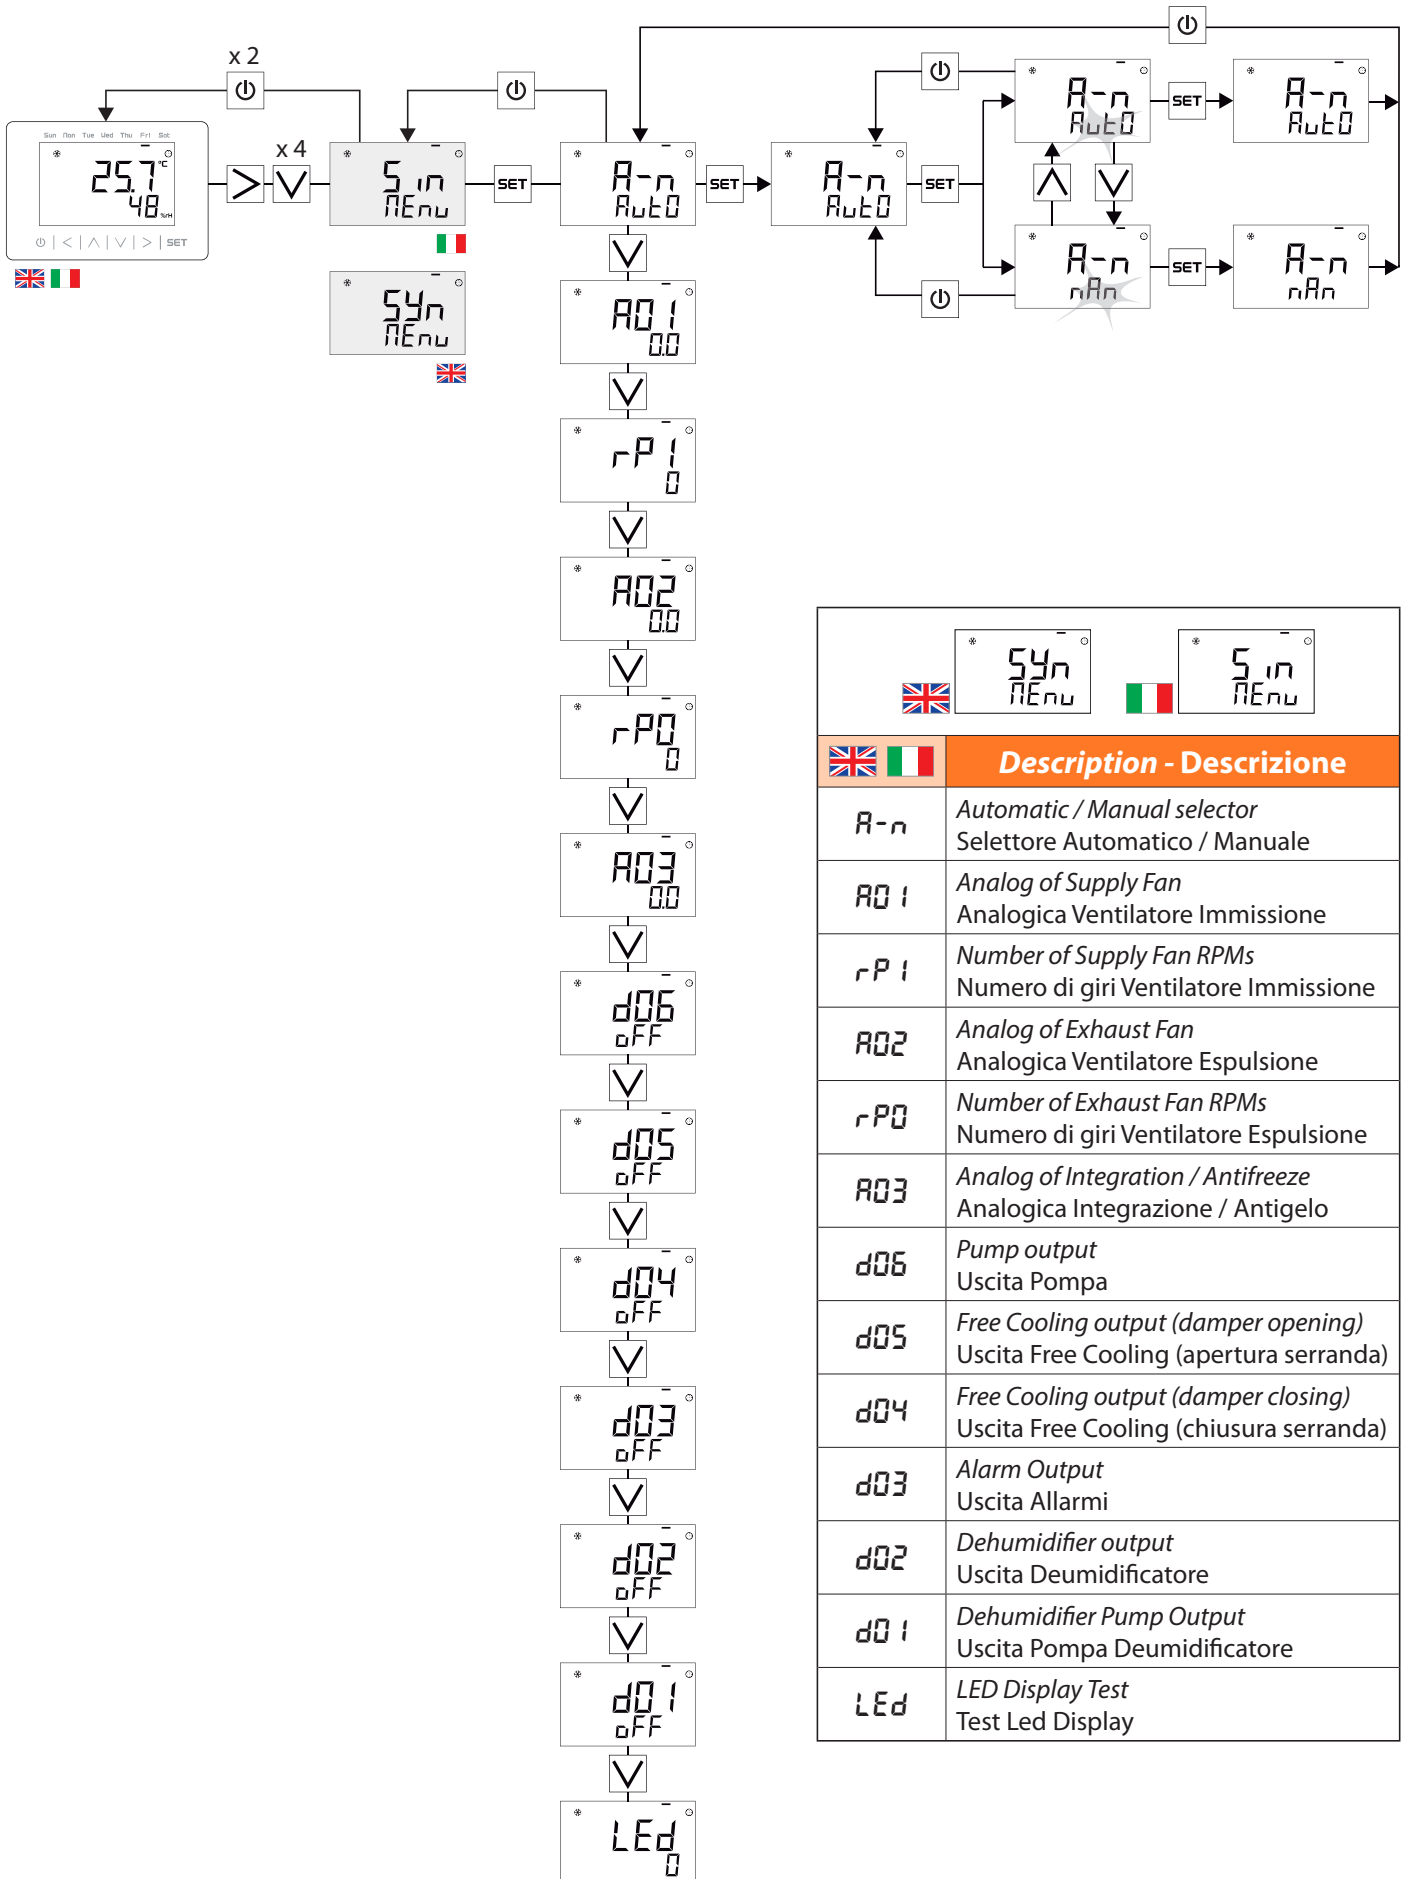 x 2
Sun Mon Tue Wed Thu Fri Sat
25.7 °C
48 %rH
SET
x 4
Sin
MEnu
SYn
MEnu
SET
A-n
AutO
SET
A-n
AutO
SET
A-n
AutO
SET
A-n
AutO
A-n
nAn
SET
A-n
nAn
A01
0.0
rP1
0
A02
0.0
rP0
0
A03
0.0
d06
oFF
d05
oFF
d04
oFF
d03
oFF
d02
oFF
d01
oFF
LEd
0
SYn
MEnu
Sin
MEnu
Description - Descrizione
A-n
Automatic / Manual selector
Selettore Automatico / Manuale
A01
Analog of Supply Fan
Analogica Ventilatore Immissione
rP1
Number of Supply Fan RPMs
Numero di giri Ventilatore Immissione
A02
Analog of Exhaust Fan
Analogica Ventilatore Espulsione
rP0
Number of Exhaust Fan RPMs
Numero di giri Ventilatore Espulsione
A03
Analog of Integration / Antifreeze
Analogica Integrazione / Antigelo
d06
Pump output
Uscita Pompa
d05
Free Cooling output (damper opening)
Uscita Free Cooling (apertura serranda)
d04
Free Cooling output (damper closing)
Uscita Free Cooling (chiusura serranda)
d03
Alarm Output
Uscita Allarmi
d02
Dehumidifier output
Uscita Deumidificatore
d01
Dehumidifier Pump Output
Uscita Pompa Deumidificatore
LEd
LED Display Test
Test Led Display